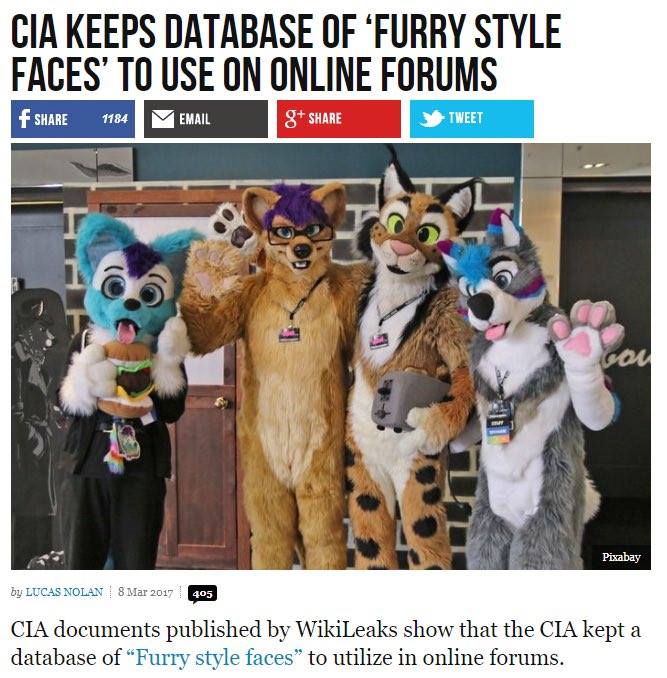 CIA KEEPS DATABASE OF ‘FURRY STYLE
FACES’ TO USE ON ONLINE FORUMS
f SHARE 1184 EMAIL g+ SHARE TWEET
STAFF
Pixabay
by LUCAS NOLAN 8 Mar 2017 405
CIA documents published by WikiLeaks show that the CIA kept a
database of “Furry style faces” to utilize in online forums.